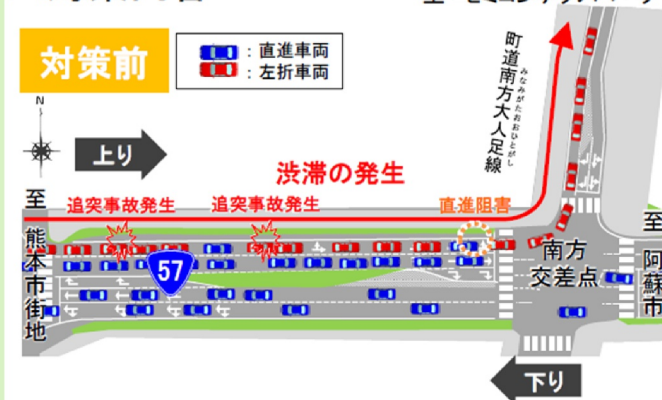 対策前
：直進車両
：左折車両
N
上り
渋滞の発生
町道南方大人足線
みなみがたおおひとがし
追突事故発生
追突事故発生
直進阻害
至
熊本市街地
57
南方
交差点
至
阿蘇市
下り